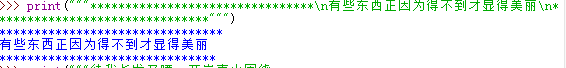 >>> print("""********************************\n有些东西正因为得不到才显得美丽\n*
******************************""")
********************************
有些东西正因为得不到才显得美丽
*******************************